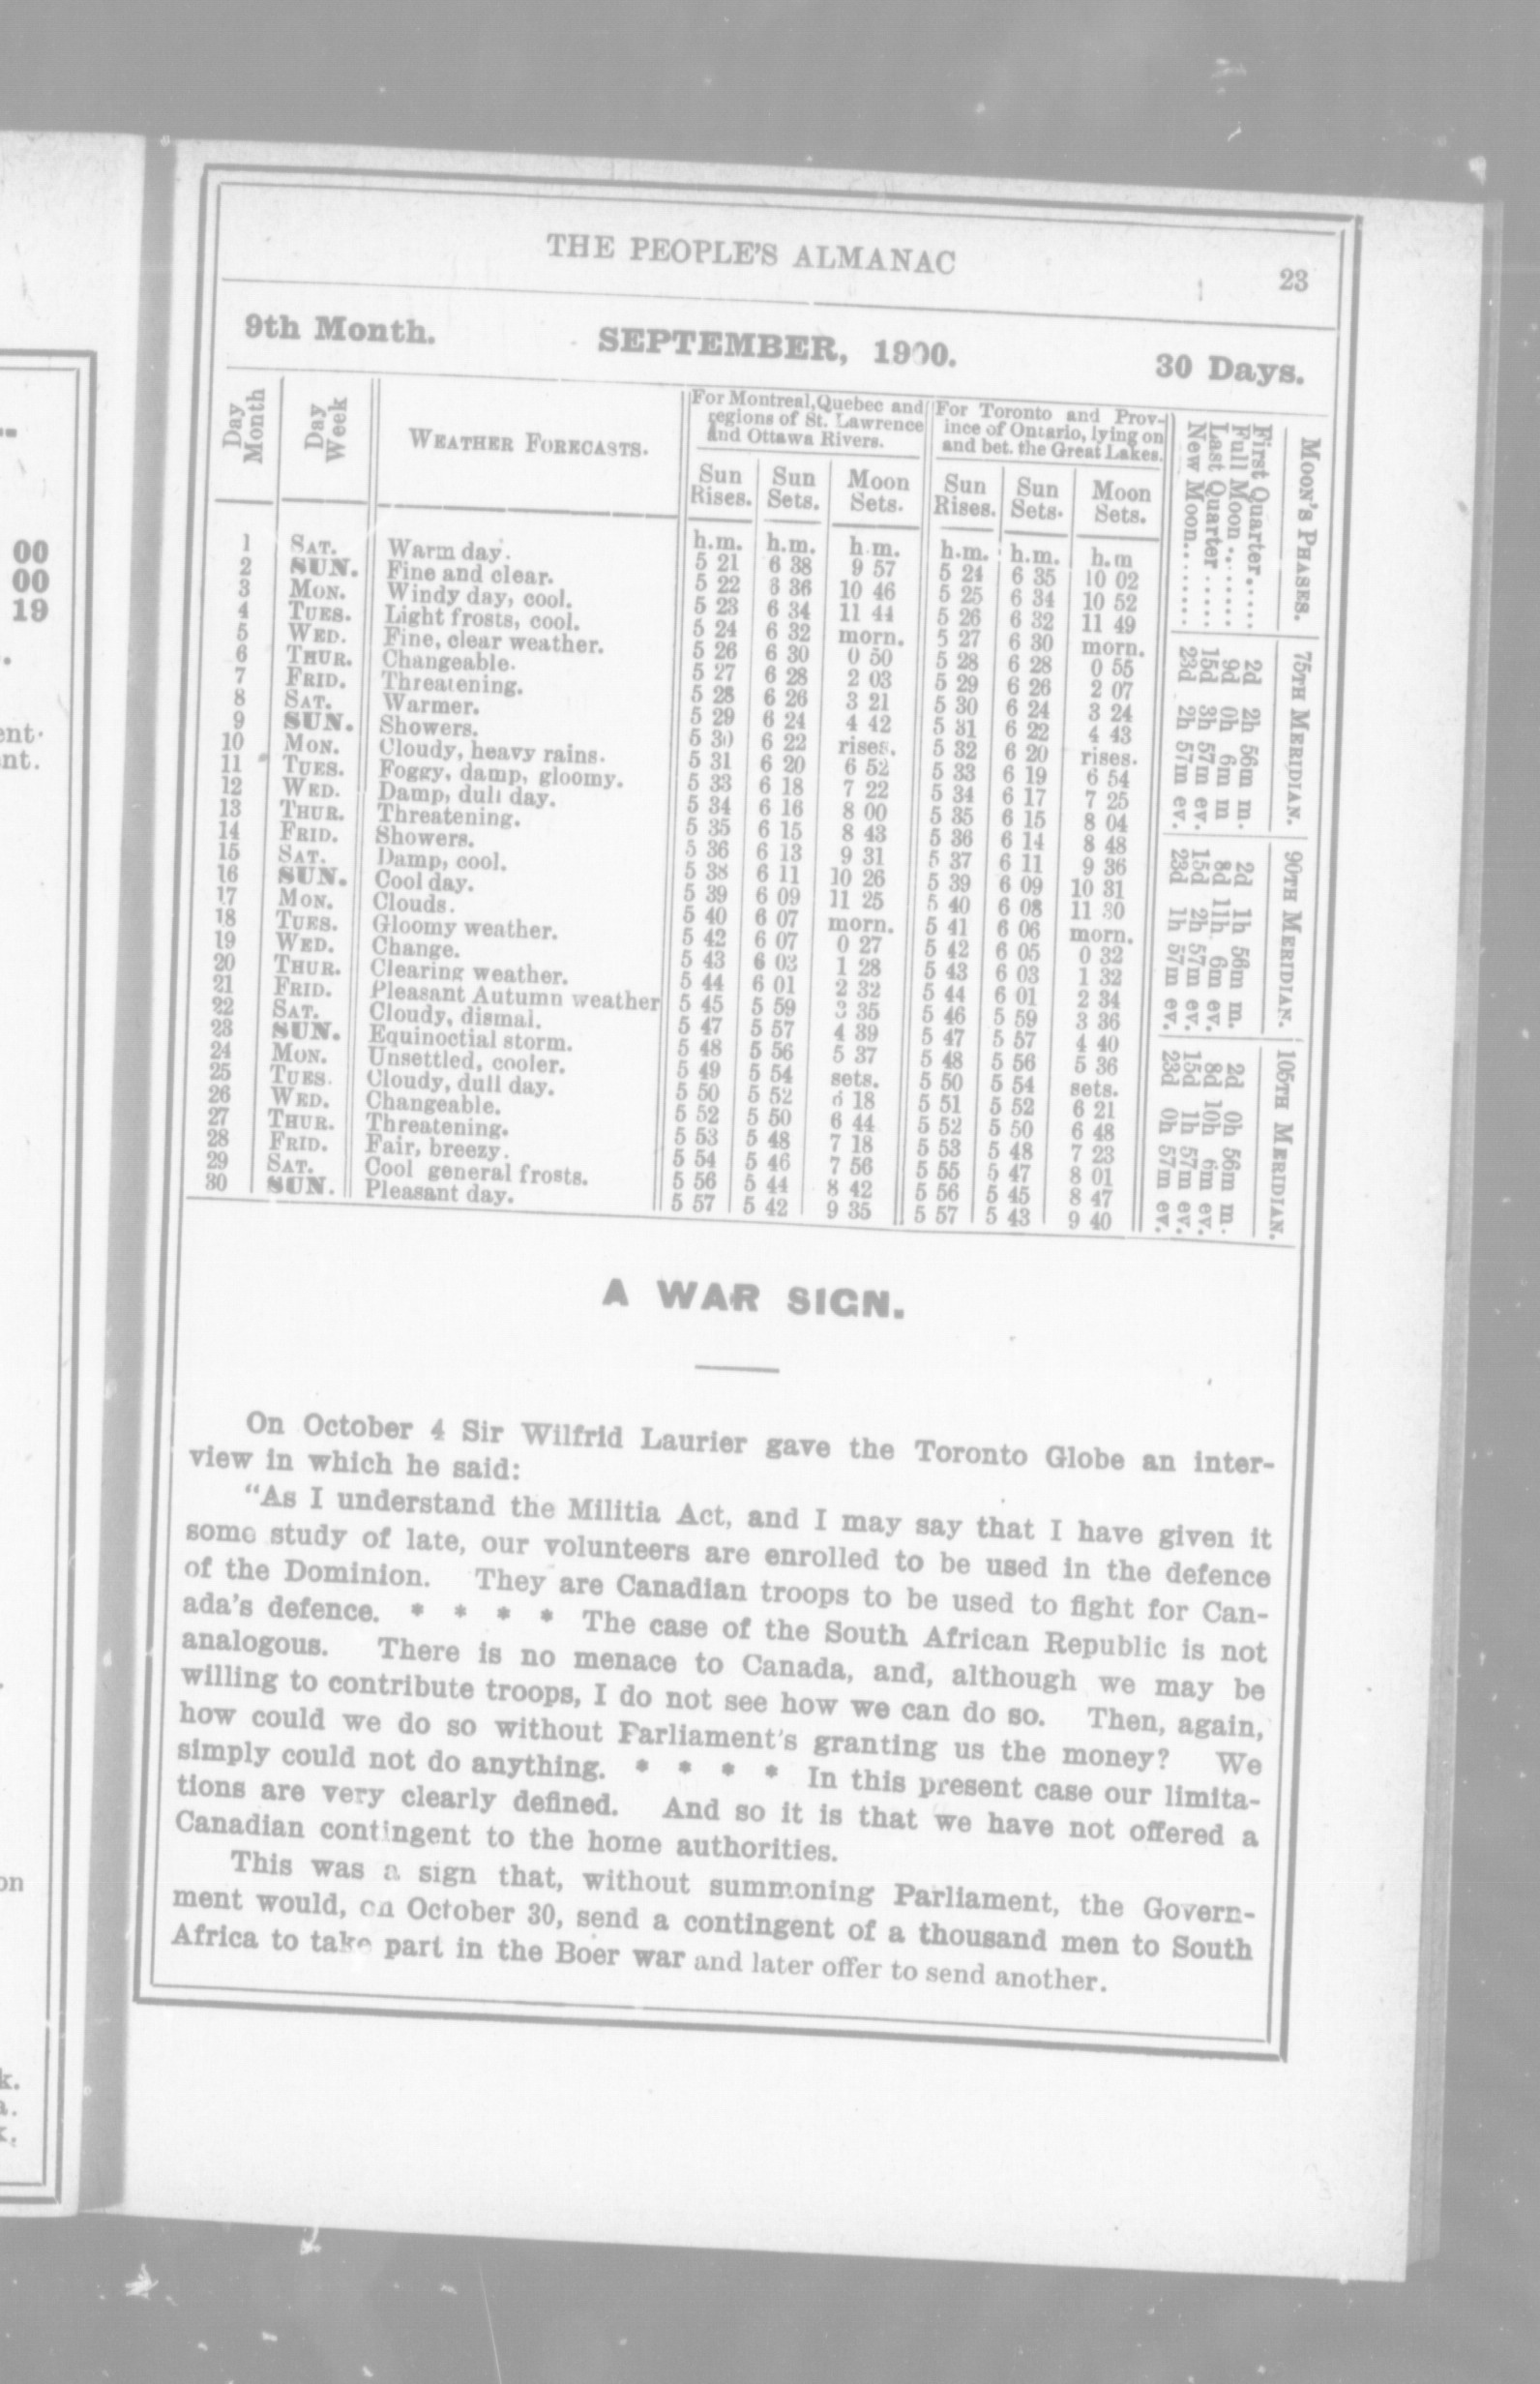 THE PEOPLE'S ALMANAC 23
9th Month. SEPTEMBER, 1900. 30 Days.
Day Month Day Week WEATHER FORECASTS. For Montreal, Quebec and regions of St. Lawrence and Ottawa Rivers. For Toronto and Province of Ontario, lying on and bet. the Great Lakes.
Sun Rises. Sun Sets. Moon Sets. Sun Rises. Sun Sets. Moon Sets.
h.m. h.m. h.m. h.m. h.m. h.m
1 SAT. Warm day. 5 21 6 38 9 57 5 24 6 35 10 02
2 SUN. Fine and clear. 5 22 6 36 10 46 5 25 6 34 10 52
3 MON. Windy day, cool. 5 23 6 34 11 44 5 26 6 32 11 49
4 TUES. Light frosts, cool. 5 24 6 32 morn. 5 27 6 30 morn.
5 WED. Fine, clear weather. 5 26 6 30 0 50 5 28 6 28 0 55
6 THUR. Changeable. 5 27 6 28 2 03 5 29 6 26 2 07
7 FRID. Threatening. 5 28 6 26 3 21 5 30 6 24 3 24
8 SAT. Warmer. 5 29 6 24 4 42 5 31 6 22 4 43
9 SUN. Showers. 5 30 6 22 rises. 5 32 6 20 rises.
10 MON. Cloudy, heavy rains. 5 31 6 20 6 52 5 33 6 19 6 54
11 TUES. Foggy, damp, gloomy. 5 33 6 18 7 22 5 34 6 17 7 25
12 WED. Damp, dull day. 5 34 6 16 8 00 5 35 6 15 8 04
13 THUR. Threatening. 5 35 6 15 8 43 5 36 6 14 8 48
14 FRID. Showers. 5 36 6 13 9 31 5 37 6 11 9 36
15 SAT. Damp, cool. 5 38 6 11 10 26 5 39 6 09 10 31
16 SUN. Cool day. 5 39 6 09 11 25 5 40 6 08 11 30
17 MON. Clouds. 5 40 6 07 morn. 5 41 6 06 morn.
18 TUES. Gloomy weather. 5 42 6 07 0 27 5 42 6 05 0 32
19 WED. Change. 5 43 6 03 1 28 5 43 6 03 1 32
20 THUR. Clearing weather. 5 44 6 01 2 32 5 44 6 01 2 34
21 FRID. Pleasant Autumn weather 5 45 5 59 3 35 5 46 5 59 3 36
22 SAT. Cloudy, dismal. 5 47 5 57 4 39 5 47 5 57 4 40
23 SUN. Equinoctial storm. 5 48 5 56 5 37 5 48 5 56 5 36
24 MON. Unsettled, cooler. 5 49 5 54 sets. 5 50 5 54 sets.
25 TUES. Cloudy, dull day. 5 50 5 52 6 18 5 51 5 52 6 21
26 WED. Changeable. 5 52 5 50 6 44 5 52 5 50 6 48
27 THUR. Threatening. 5 53 5 48 7 18 5 53 5 48 7 23
28 FRID. Fair, breezy. 5 54 5 46 7 56 5 55 5 47 8 01
29 SAT. Cool general frosts. 5 56 5 44 8 42 5 56 5 45 8 47
30 SUN. Pleasant day. 5 57 5 42 9 35 5 57 5 43 9 40
MOON'S PHASES. 75TH MERIDIAN. 90TH MERIDIAN. 105TH MERIDIAN.
First Quarter..... 2d 2h 56m m. 2d 1h 56m m. 2d 0h 56m m.
Full Moon....... 9d 0h 6m m 8d 11h 6m ev. 8d 10h 6m ev.
Last Quarter..... 15d 3h 57m ev. 15d 2h 57m ev. 15d 1h 57m ev.
New Moon........ 23d 2h 57m ev. 23d 1h 57m ev. 23d 0h 57m ev.
A WAR SIGN.
On October 4 Sir Wilfrid Laurier gave the Toronto Globe an inter-
view in which he said:
"As I understand the Militia Act, and I may say that I have given it
some study of late, our volunteers are enrolled to be used in the defence
of the Dominion. They are Canadian troops to be used to fight for Can-
ada's defence. * * * * The case of the South African Republic is not
analogous. There is no menace to Canada, and, although we may be
willing to contribute troops, I do not see how we can do so. Then, again,
how could we do so without Parliament's granting us the money? We
simply could not do anything. * * * * In this present case our limita-
tions are very clearly defined. And so it is that we have not offered a
Canadian contingent to the home authorities.
This was a sign that, without summoning Parliament, the Govern-
ment would, on October 30, send a contingent of a thousand men to South
Africa to take part in the Boer war and later offer to send another.
00
00
19
ent.
nt.
on
k.
a.
k.